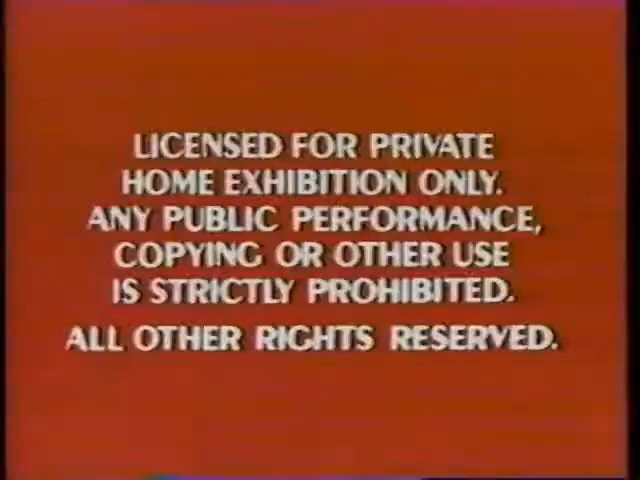 LICENSED FOR PRIVATE
HOME EXHIBITION ONLY.
ANY PUBLIC PERFORMANCE,
COPYING OR OTHER USE
IS STRICTLY PROHIBITED.
ALL OTHER RIGHTS RESERVED.